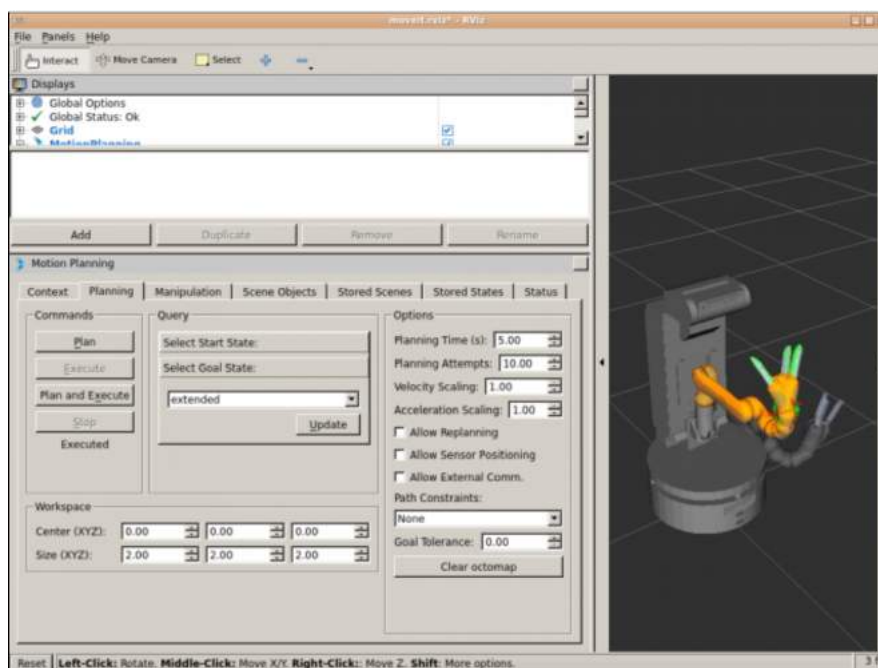 moveit.rviz* - RViz
File Panels Help
Interact Move Camera Select
Displays
Global Options
Global Status: Ok
Grid
MotionPlanning
Add Duplicate Remove Rename
Motion Planning
Context Planning Manipulation Scene Objects Stored Scenes Stored States Status
Commands
Plan
Execute
Plan and Execute
Stop
Executed
Query
Select Start State:
Select Goal State:
extended
Update
Options
Planning Time (s): 5.00
Planning Attempts: 10.00
Velocity Scaling: 1.00
Acceleration Scaling: 1.00
Allow Replanning
Allow Sensor Positioning
Allow External Comm.
Path Constraints:
None
Goal Tolerance: 0.00
Clear octomap
Workspace
Center (XYZ): 0.00 0.00 0.00
Size (XYZ): 2.00 2.00 2.00
Reset Left-Click: Rotate. Middle-Click: Move X/Y. Right-Click:: Move Z. Shift: More options.